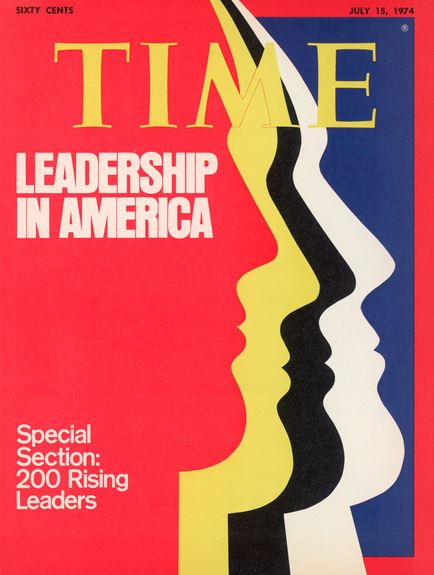 SIXTY CENTS
JULY 15, 1974
®
TIME
LEADERSHIP
IN AMERICA
Special
Section:
200 Rising
Leaders